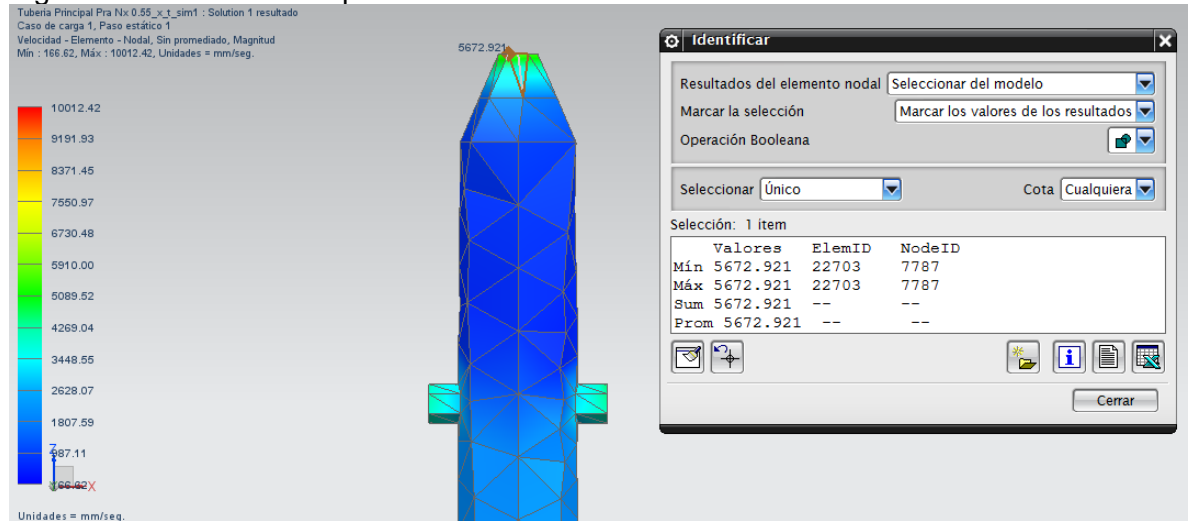 Tuberia Principal Pra Nx 0.55_x_t_sim1 : Solution 1 resultado
Caso de carga 1, Paso estático 1
Velocidad - Elemento - Nodal, Sin promediado, Magnitud
Mín : 166.62, Máx : 10012.42, Unidades = mm/seg.
5672.921
10012.42
9191.93
8371.45
7550.97
6730.48
5910.00
5089.52
4269.04
3448.55
2628.07
1807.59
987.11
Z
166.62
X
Unidades = mm/seg.
Identificar
Resultados del elemento nodal Seleccionar del modelo
Marcar la selección Marcar los valores de los resultados
Operación Booleana
Seleccionar Único Cota Cualquiera
Selección: 1 item
Valores ElemID NodeID
Mín 5672.921 22703 7787
Máx 5672.921 22703 7787
Sum 5672.921 -- --
Prom 5672.921 -- --
Cerrar